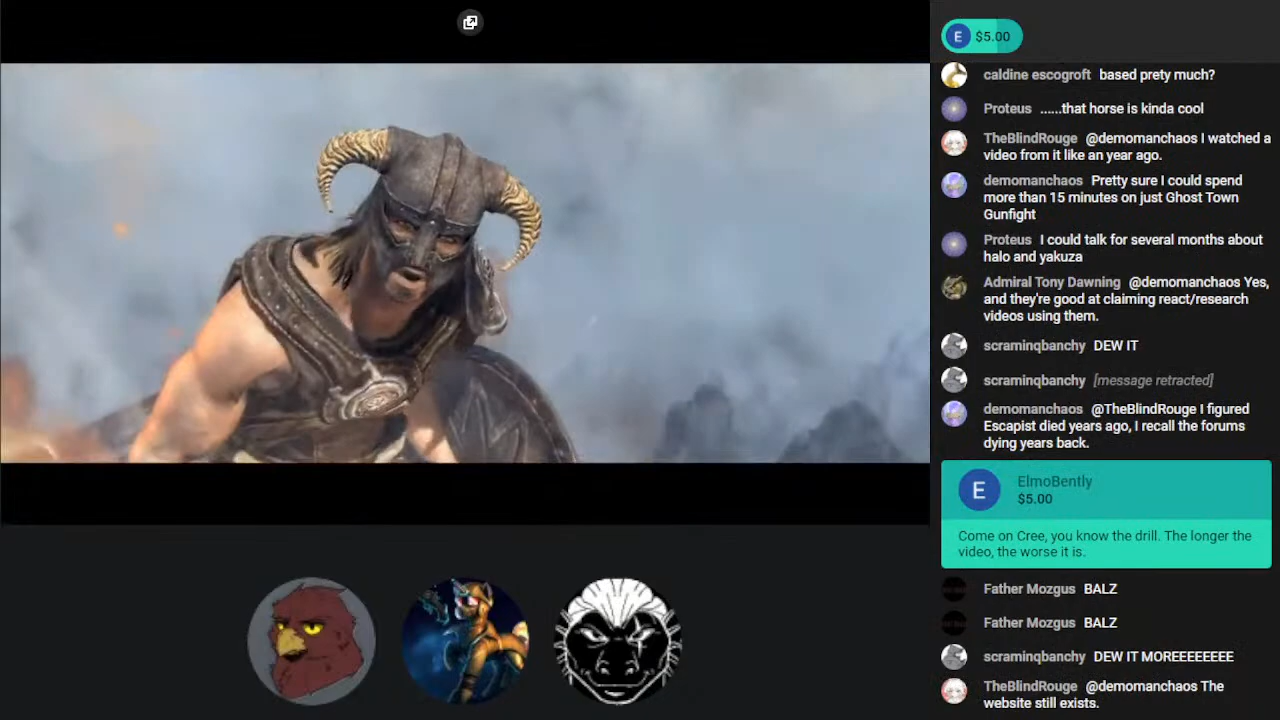 E $5.00
caldine escogroft based prety much?
Proteus ......that horse is kinda cool
TheBlindRouge @demomanchaos I watched a
video from it like an year ago.
demomanchaos Pretty sure I could spend
more than 15 minutes on just Ghost Town
Gunfight
Proteus I could talk for several months about
halo and yakuza
Admiral Tony Dawning @demomanchaos Yes,
and they're good at claiming react/research
videos using them.
scraminqbanchy DEW IT
scraminqbanchy [message retracted]
demomanchaos @TheBlindRouge I figured
Escapist died years ago, I recall the forums
dying years back.
E ElmoBently
$5.00
Come on Cree, you know the drill. The longer the
video, the worse it is.
Father Mozgus BALZ
Father Mozgus BALZ
scraminqbanchy DEW IT MOREEEEEEEE
TheBlindRouge @demomanchaos The
website still exists.